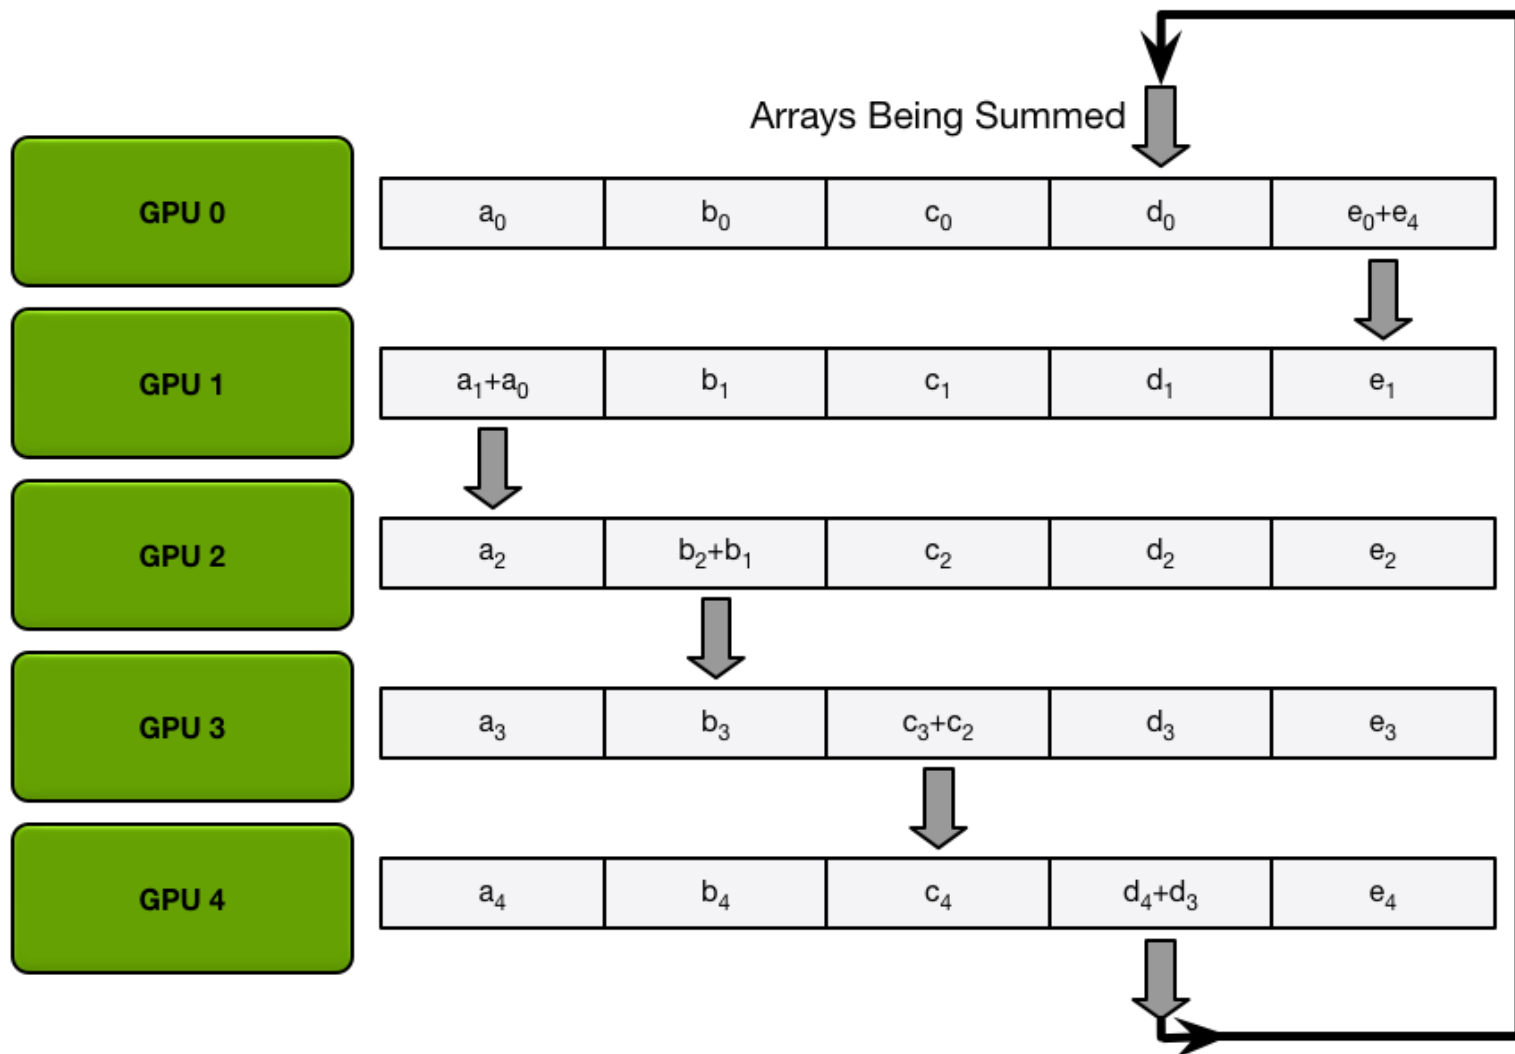 Arrays Being Summed
GPU 0 a₀ b₀ c₀ d₀ e₀+e₄
GPU 1 a₁+a₀ b₁ c₁ d₁ e₁
GPU 2 a₂ b₂+b₁ c₂ d₂ e₂
GPU 3 a₃ b₃ c₃+c₂ d₃ e₃
GPU 4 a₄ b₄ c₄ d₄+d₃ e₄